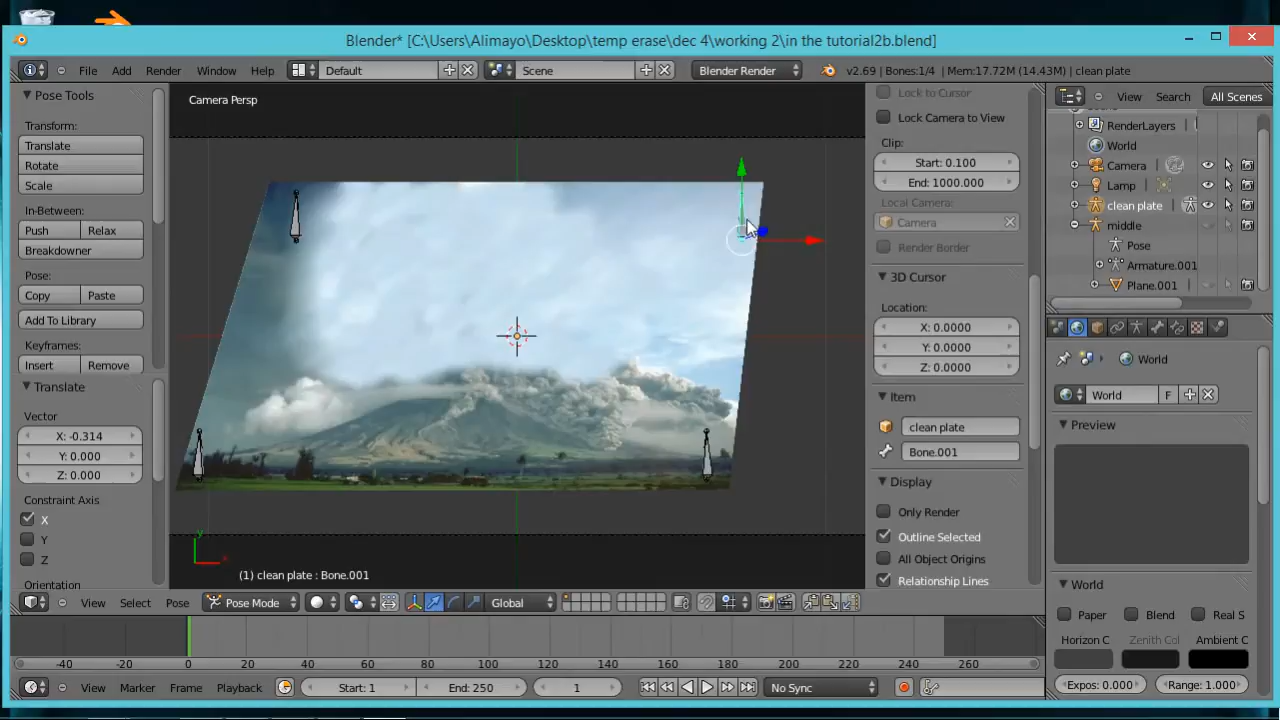 Blender* [C:\Users\Alimayo\Desktop\temp erase\dec 4\working 2\in the tutorial2b.blend]
File Add Render Window Help Default Scene Blender Render v2.69 | Bones:1/4 | Mem:17.72M (14.43M) | clean plate
Pose Tools
Transform:
Translate
Rotate
Scale
In-Between:
Push Relax
Breakdowner
Pose:
Copy Paste
Add To Library
Keyframes:
Insert Remove
Translate
Vector
X: -0.314
Y: 0.000
Z: 0.000
Constraint Axis
X
Y
Z
Orientation
Camera Persp
y
x
(1) clean plate : Bone.001
Lock to Cursor
Lock Camera to View
Clip:
Start: 0.100
End: 1000.000
Local Camera:
Camera
Render Border
3D Cursor
Location:
X: 0.0000
Y: 0.0000
Z: 0.0000
Item
clean plate
Bone.001
Display
Only Render
Outline Selected
All Object Origins
Relationship Lines
View Search All Scenes
RenderLayers
World
Camera
Lamp
clean plate
middle
Pose
Armature.001
Plane.001
World
World F
Preview
World
Paper Blend Real S
Horizon C Zenith Col Ambient C
Expos: 0.000 Range: 1.000
View Select Pose Pose Mode Global
-40 -20 0 20 40 60 80 100 120 140 160 180 200 220 240 260
View Marker Frame Playback Start: 1 End: 250 1 No Sync